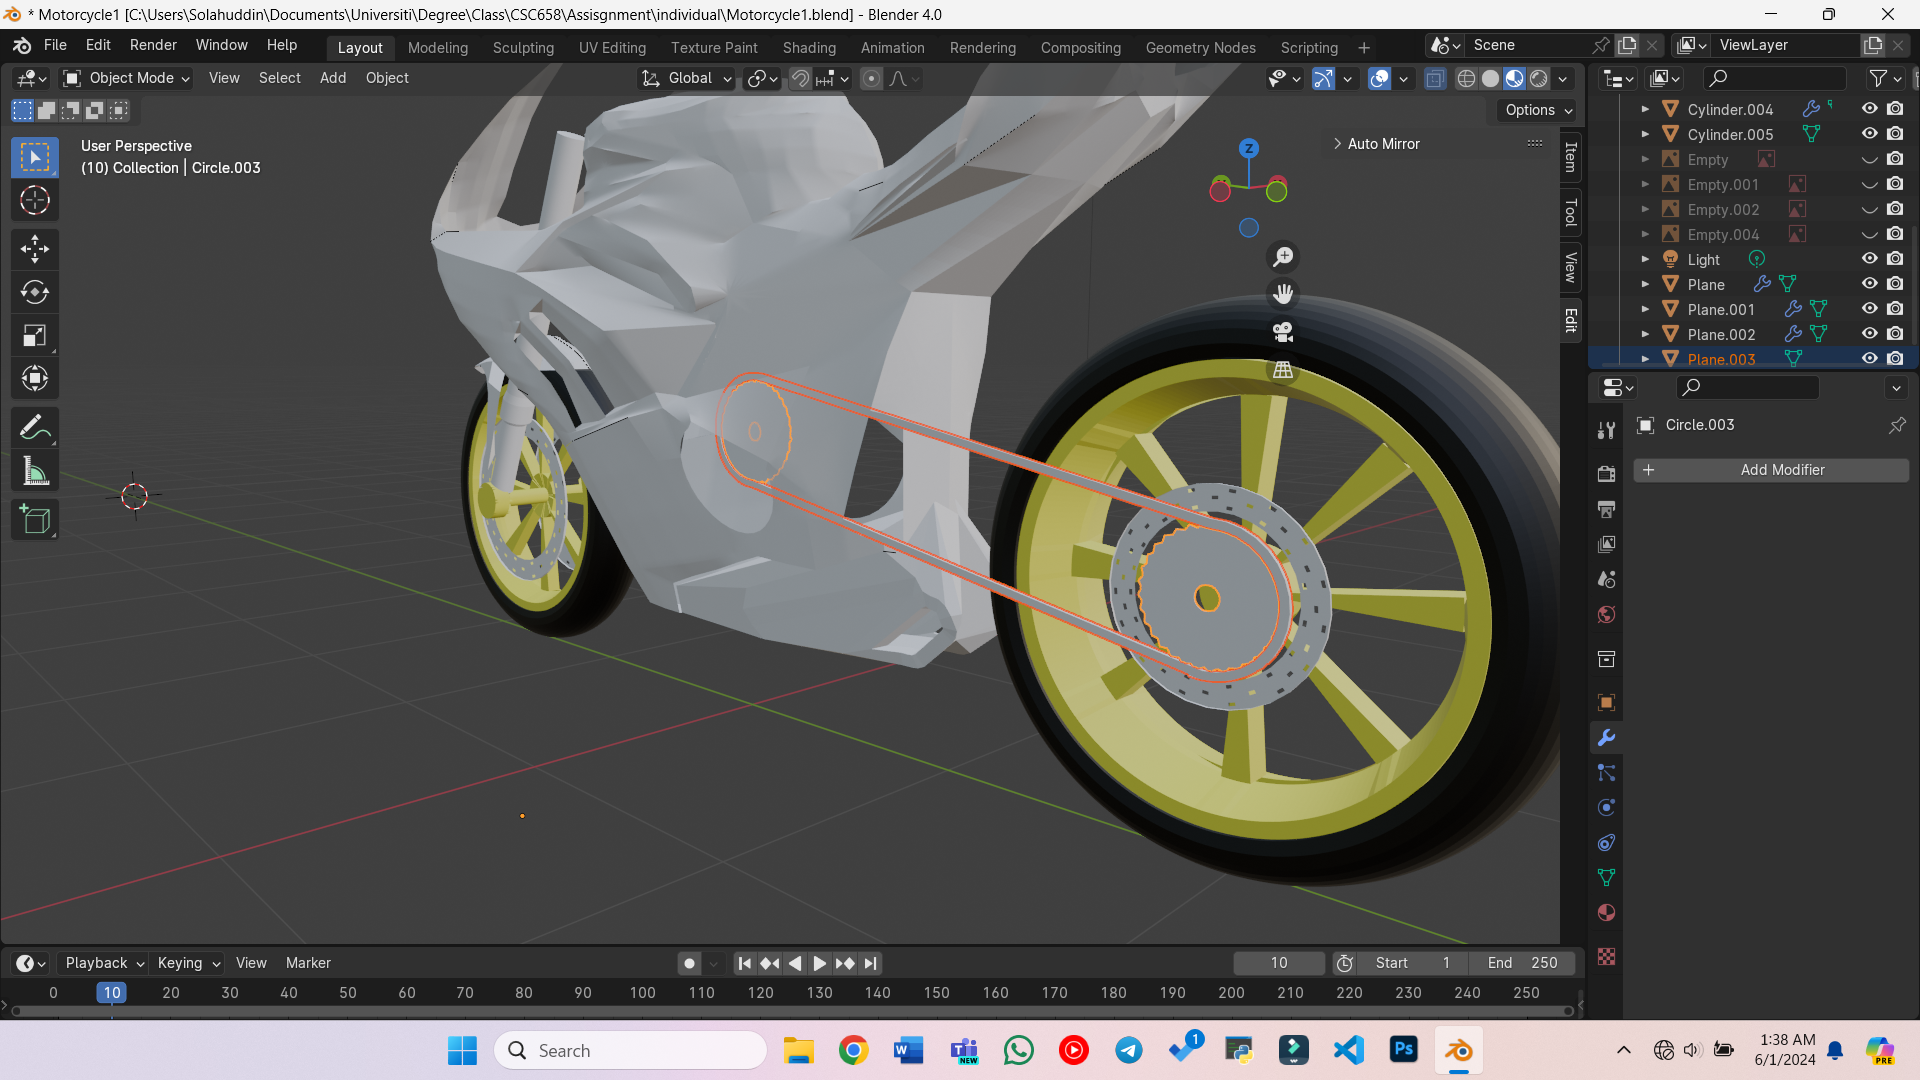 * Motorcycle1 [C:\Users\Solahuddin\Documents\Universiti\Degree\Class\CSC658\Assisgnment\individual\Motorcycle1.blend] - Blender 4.0
File Edit Render Window Help Layout Modeling Sculpting UV Editing Texture Paint Shading Animation Rendering Compositing Geometry Nodes Scripting + Scene ViewLayer
Object Mode View Select Add Object Global
Options
User Perspective
(10) Collection | Circle.003
Auto Mirror
Z
Item
Tool
View
Edit
Cylinder.004
Cylinder.005
Empty
Empty.001
Empty.002
Empty.004
Light
Plane
Plane.001
Plane.002
Plane.003
Circle.003
+ Add Modifier
Playback Keying View Marker 10 Start 1 End 250
0 10 20 30 40 50 60 70 80 90 100 110 120 130 140 150 160 170 180 190 200 210 220 230 240 250
Search
W
T
NEW
1
Ps
1:38 AM
6/1/2024
PRE